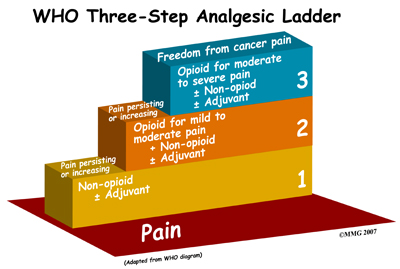 WHO Three-Step Analgesic Ladder
Freedom from cancer pain
Opioid for moderate
to severe pain
± Non-opiod
± Adjuvant
3
Pain persisting
or increasing
Opioid for mild to
moderate pain
+ Non-opioid
± Adjuvant
2
Pain persisting
or increasing
Non-opioid
± Adjuvant
1
Pain
©MMG 2007
(Adapted from WHO diagram)